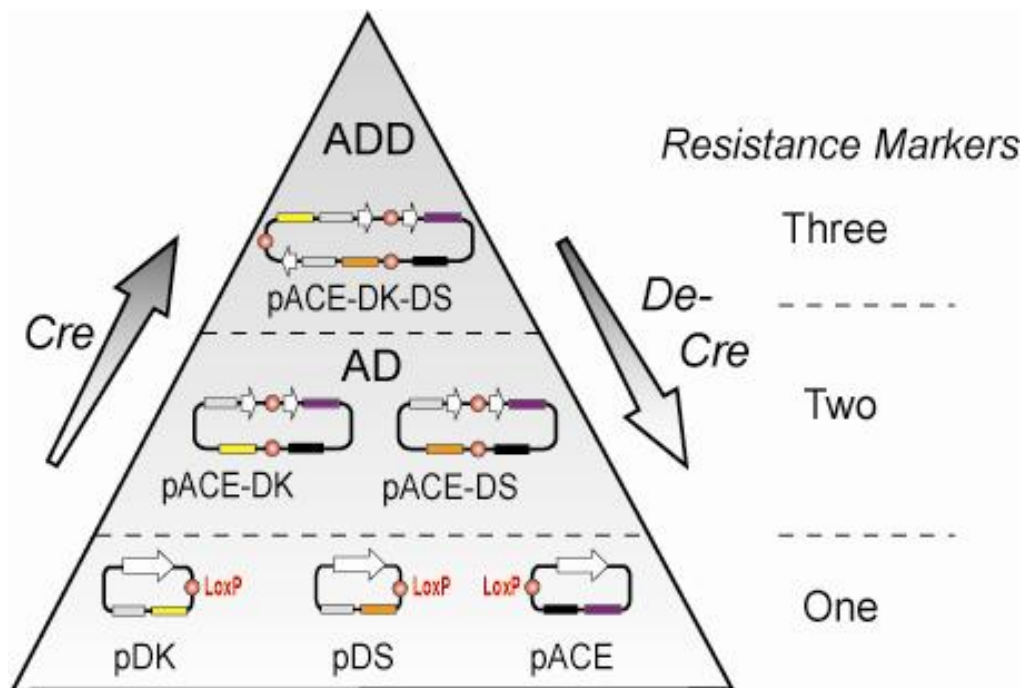 ADD
Resistance Markers
Three
pACE-DK-DS
Cre
De-
Cre
AD
Two
pACE-DK
pACE-DS
LoxP
LoxP
LoxP
One
pDK
pDS
pACE